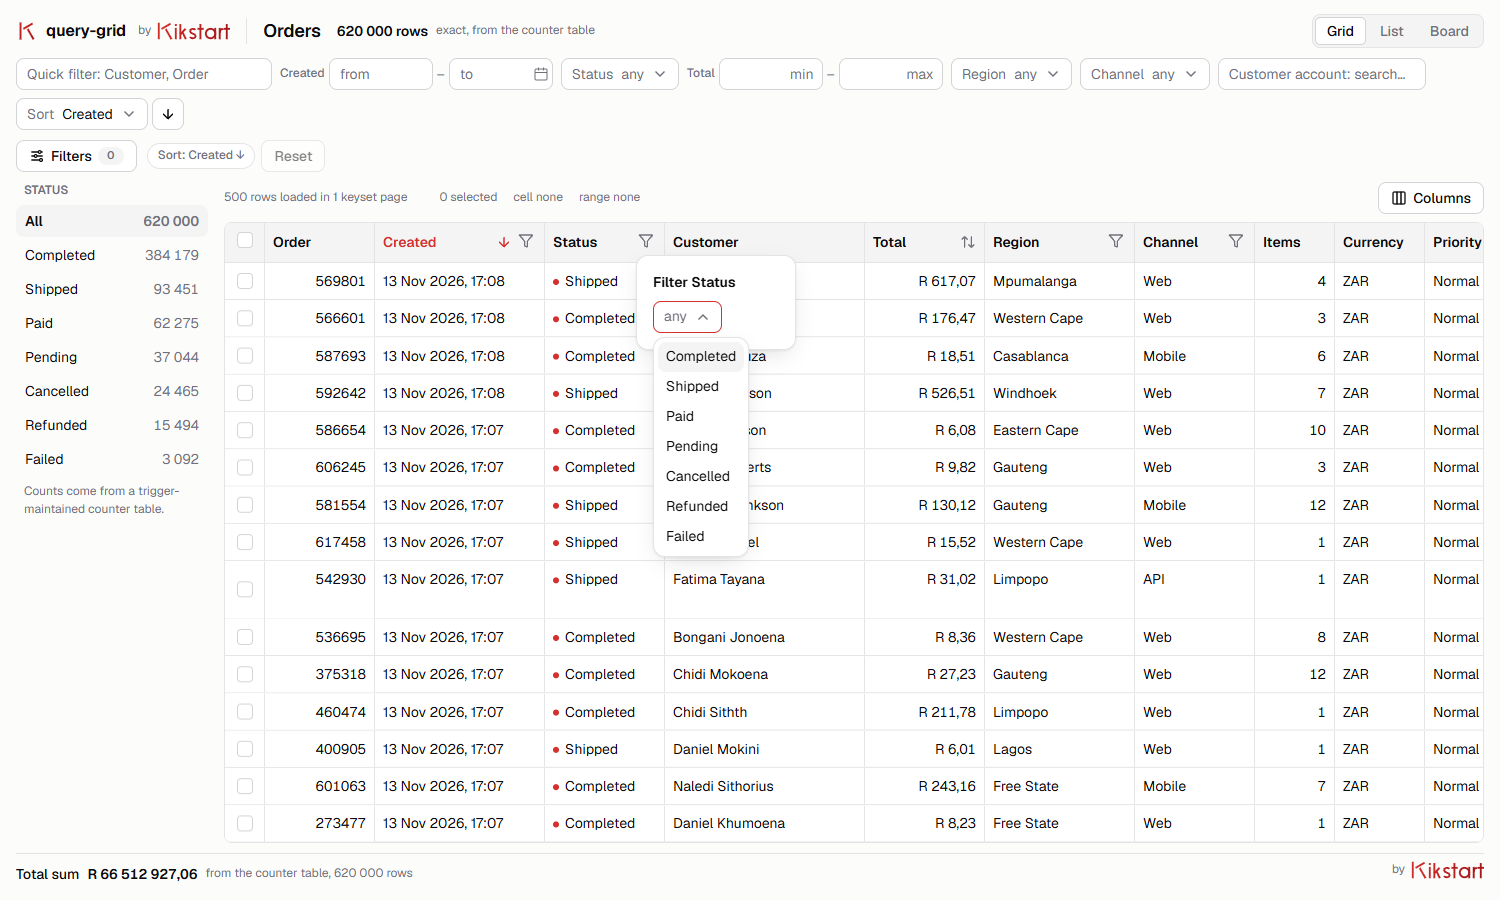 query-grid by Kikstart Orders 620 000 rows exact, from the counter table Grid List Board
Quick filter: Customer, Order Created from – to Status any Total min – max Region any Channel any Customer account: search...
Sort Created
Filters 0 Sort: Created Reset
STATUS
All 620 000
Completed 384 179
Shipped 93 451
Paid 62 275
Pending 37 044
Cancelled 24 465
Refunded 15 494
Failed 3 092
Counts come from a trigger-
maintained counter table.
500 rows loaded in 1 keyset page 0 selected cell none range none Columns
Order Created Status Customer Total Region Channel Items Currency Priority
569801 13 Nov 2026, 17:08 Shipped R 617,07 Mpumalanga Web 4 ZAR Normal
566601 13 Nov 2026, 17:08 Completed R 176,47 Western Cape Web 3 ZAR Normal
587693 13 Nov 2026, 17:08 Completed R 18,51 Casablanca Mobile 6 ZAR Normal
592642 13 Nov 2026, 17:08 Shipped son R 526,51 Windhoek Web 7 ZAR Normal
586654 13 Nov 2026, 17:07 Completed son R 6,08 Eastern Cape Web 10 ZAR Normal
606245 13 Nov 2026, 17:07 Completed erts R 9,82 Gauteng Web 3 ZAR Normal
581554 13 Nov 2026, 17:07 Shipped nkson R 130,12 Gauteng Mobile 12 ZAR Normal
617458 13 Nov 2026, 17:07 Shipped el R 15,52 Western Cape Web 1 ZAR Normal
542930 13 Nov 2026, 17:07 Shipped Fatima Tayana R 31,02 Limpopo API 1 ZAR Normal
536695 13 Nov 2026, 17:07 Completed Bongani Jonoena R 8,36 Western Cape Web 8 ZAR Normal
375318 13 Nov 2026, 17:07 Completed Chidi Mokoena R 27,23 Gauteng Web 12 ZAR Normal
460474 13 Nov 2026, 17:07 Completed Chidi Sithth R 211,78 Limpopo Web 1 ZAR Normal
400905 13 Nov 2026, 17:07 Shipped Daniel Mokini R 6,01 Lagos Web 1 ZAR Normal
601063 13 Nov 2026, 17:07 Completed Naledi Sithorius R 243,16 Free State Mobile 7 ZAR Normal
273477 13 Nov 2026, 17:07 Completed Daniel Khumoena R 8,23 Free State Web 1 ZAR Normal
Filter Status
any
Completed
Shipped
Paid
Pending
Cancelled
Refunded
Failed
Total sum R 66 512 927,06 from the counter table, 620 000 rows by Kikstart